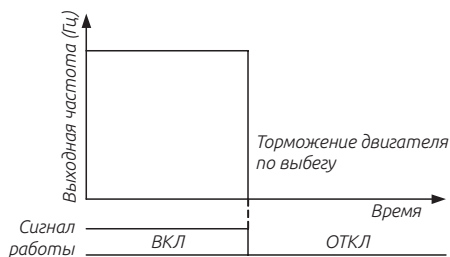 Выходная частота (Гц)
Торможение двигателя
по выбегу
Время
Сигнал
работы
ВКЛ
ОТКЛ